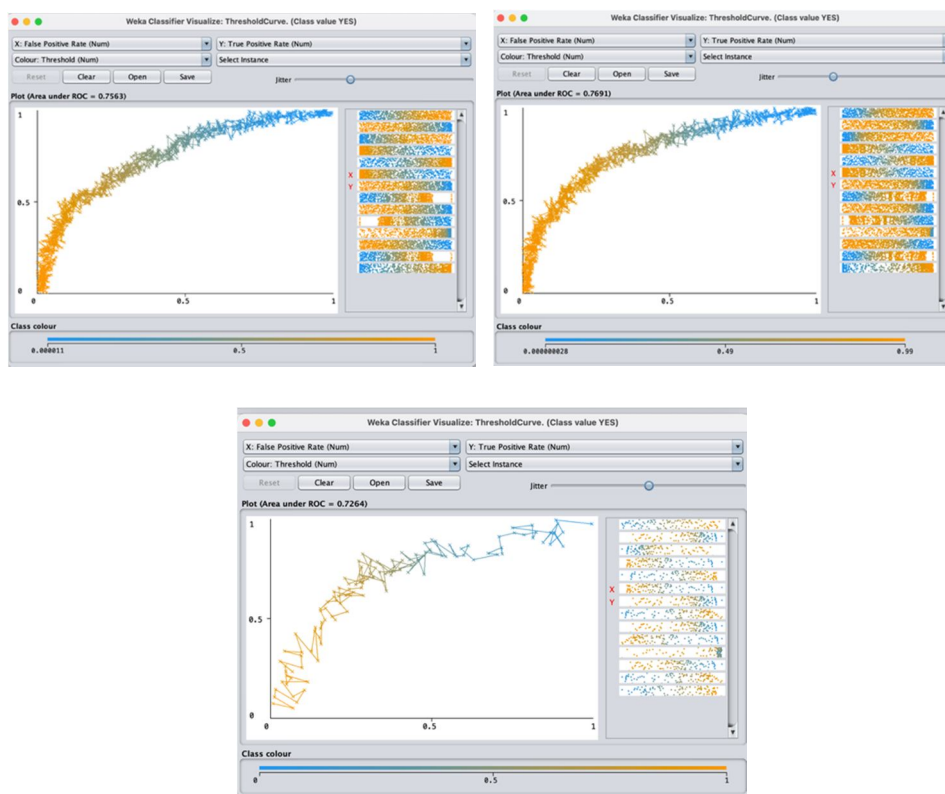 Weka Classifier Visualize: ThresholdCurve. (Class value YES)
X: False Positive Rate (Num) Y: True Positive Rate (Num)
Colour: Threshold (Num) Select Instance
Reset Clear Open Save Jitter
Plot (Area under ROC = 0.7563)
1
X
Y
0.5
0
0 0.5 1
Class colour
0.000011 0.5 1
Weka Classifier Visualize: ThresholdCurve. (Class value YES)
X: False Positive Rate (Num) Y: True Positive Rate (Num)
Colour: Threshold (Num) Select Instance
Reset Clear Open Save Jitter
Plot (Area under ROC = 0.7691)
1
X
Y
0.5
0
0 0.5 1
Class colour
0.000000028 0.49 0.99
Weka Classifier Visualize: ThresholdCurve. (Class value YES)
X: False Positive Rate (Num) Y: True Positive Rate (Num)
Colour: Threshold (Num) Select Instance
Reset Clear Open Save Jitter
Plot (Area under ROC = 0.7264)
1
X
Y
0.5
0
0 0.5 1
Class colour
0 0.5 1